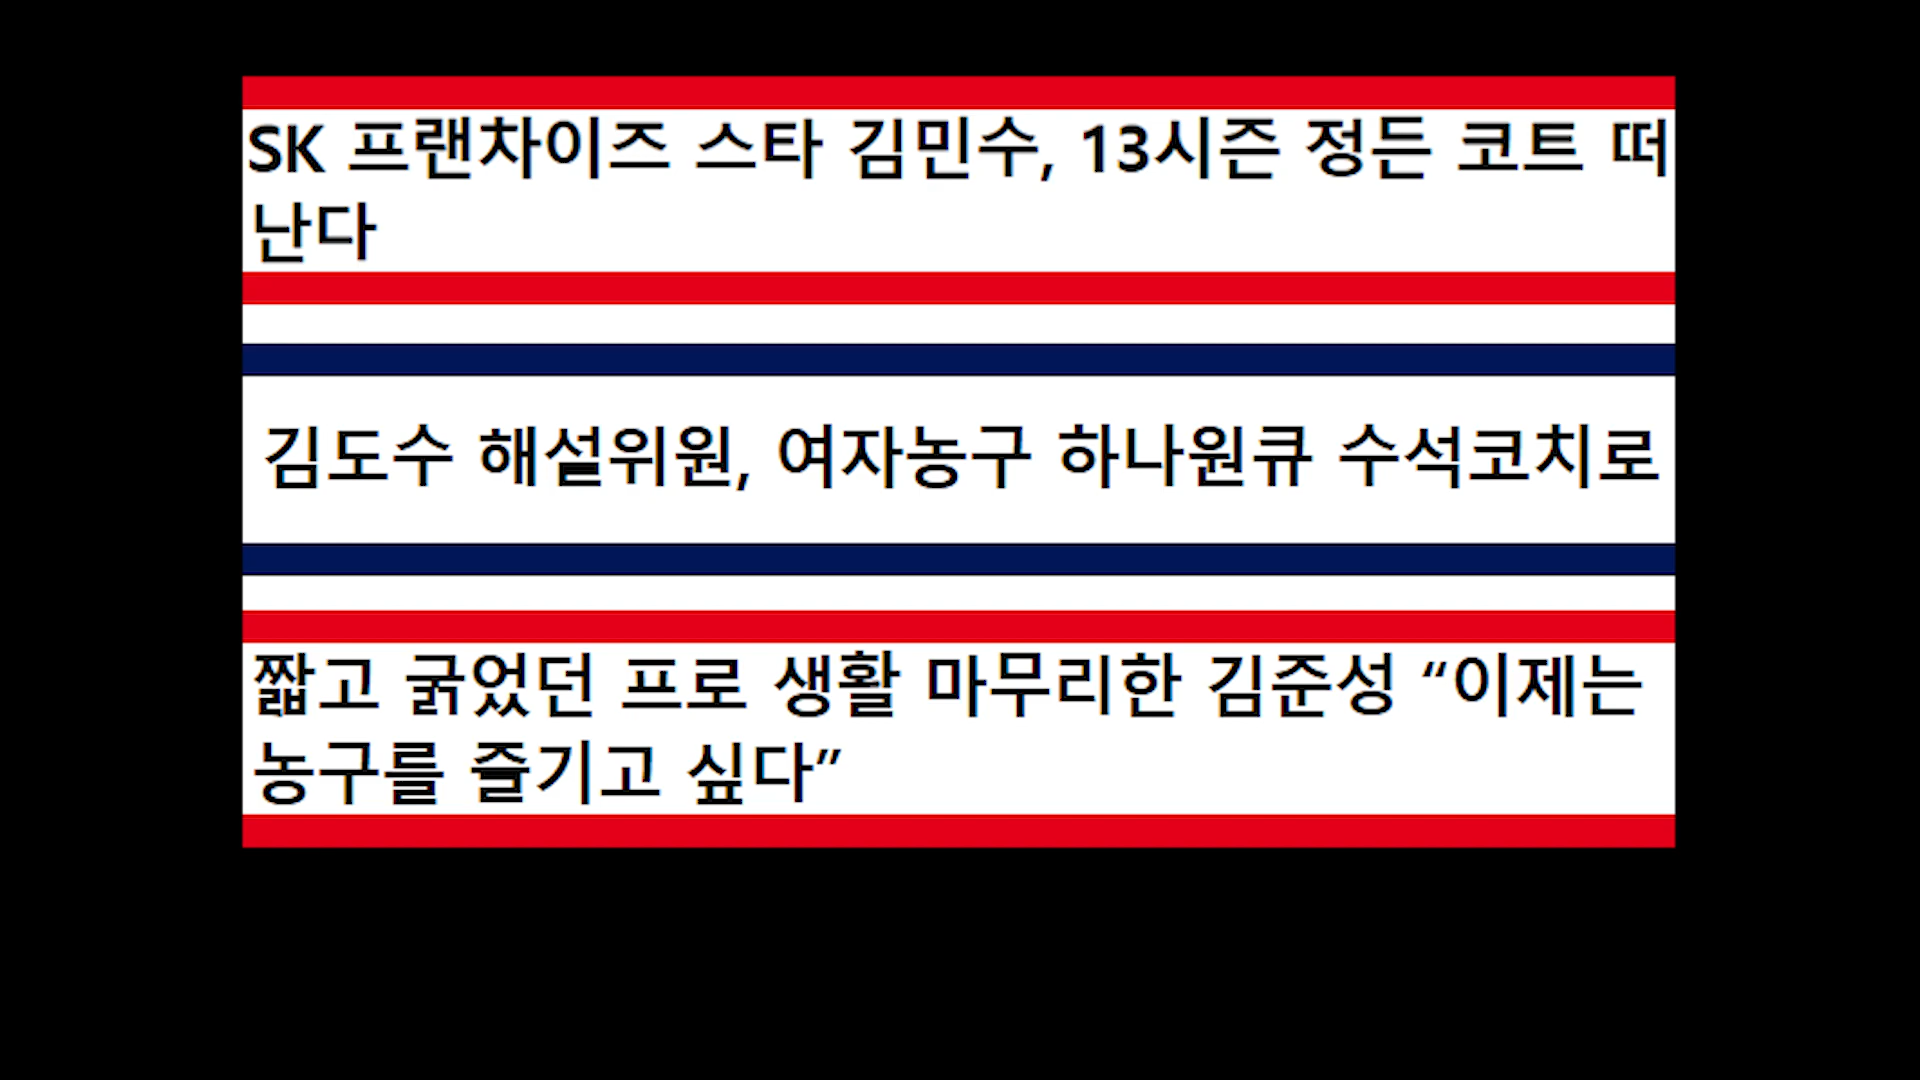 SK 프랜차이즈 스타 김민수, 13시즌 정든 코트 떠
난다
김도수 해설위원, 여자농구 하나원큐 수석코치로
짧고 굵었던 프로 생활 마무리한 김준성 “이제는
농구를 즐기고 싶다”